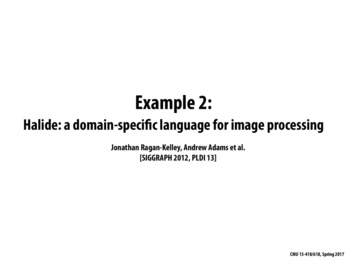 Example 2:
Halide: a domain-specific language for image processing
Jonathan Ragan-Kelley, Andrew Adams et al.
[SIGGRAPH 2012, PLDI 13]
CMU 15-418/618, Spring 2017